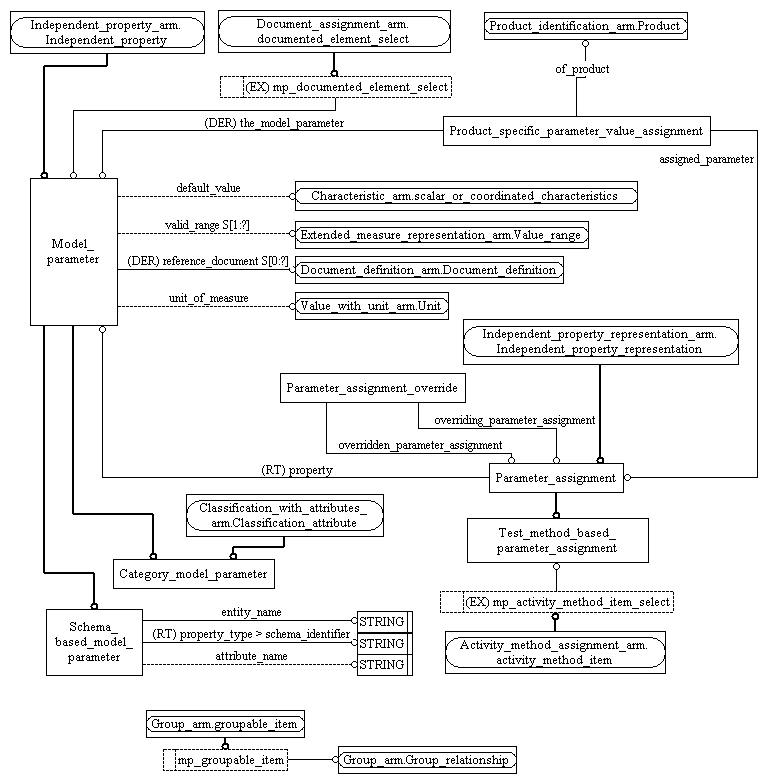 Independent_property_arm.
Independent_property
Document_assignment_arm.
documented_element_select
Product_identification_arm.Product
(EX) mp_documented_element_select
of_product
(DER) the_model_parameter
Product_specific_parameter_value_assignment
assigned_parameter
Model_
parameter
default_value
Characteristic_arm.scalar_or_coordinated_characteristics
valid_range S[1:?]
Extended_measure_representation_arm.Value_range
(DER) reference_document S[0:?]
Document_definition_arm.Document_definition
unit_of_measure
Value_with_unit_arm.Unit
Independent_property_representation_arm.
Independent_property_representation
Parameter_assignment_override
overriding_parameter_assignment
overridden_parameter_assignment
(RT) property
Parameter_assignment
Classification_with_attributes_
arm.Classification_attribute
Test_method_based_
parameter_assignment
Category_model_parameter
(EX) mp_activity_method_item_select
Schema_
based_model_
parameter
entity_name
STRING
(RT) property_type > schema_identifier
STRING
attribute_name
STRING
Activity_method_assignment_arm.
activity_method_item
Group_arm.groupable_item
mp_groupable_item
Group_arm.Group_relationship